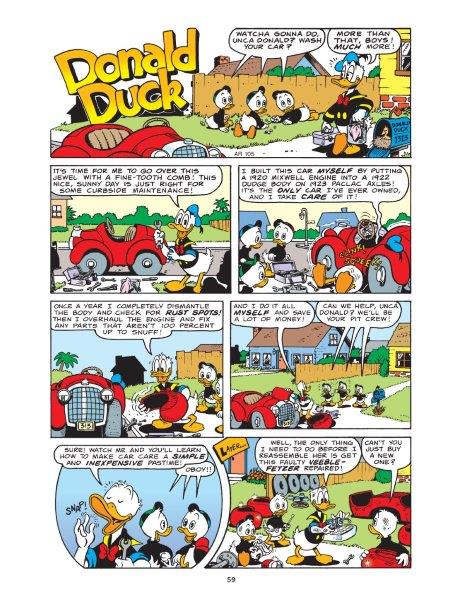 Donald
Duck
WATCHA GONNA DO,
UNCA DONALD? WASH
YOUR CAR?
MORE THAN
THAT, BOYS!
MUCH MORE!
DONALD
DUCK
1313
AR 105
IT'S TIME FOR ME TO GO OVER THIS
JEWEL WITH A FINE-TOOTH COMB! THIS
NICE, SUNNY DAY IS JUST RIGHT FOR
SOME CURBSIDE MAINTENANCE!
I BUILT THIS CAR MYSELF BY PUTTING
A 1920 MIXWELL ENGINE INTO A 1922
DUDGE BODY ON 1923 PACLAC AXLES!
IT'S THE ONLY CAR I'VE EVER OWNED,
AND I TAKE CARE OF IT!
CLANK!
SQUEEK
ONCE A YEAR I COMPLETELY DISMANTLE
THE BODY AND CHECK FOR RUST SPOTS!
THEN I OVERHAUL THE ENGINE AND FIX
ANY PARTS THAT AREN'T 100 PERCENT
UP TO SNUFF!
313
AND I DO IT ALL
MYSELF AND SAVE
A LOT OF MONEY!
CAN WE HELP, UNCA
DONALD? WE'LL BE
YOUR PIT CREW!
313
SURE! WATCH ME AND YOU'LL LEARN
HOW TO MAKE CAR CARE A SIMPLE
AND INEXPENSIVE PASTIME!
OBOY!!
SNAP!
LATER...
WELL, THE ONLY THING
I NEED TO DO BEFORE I
REASSEMBLE HER IS GET
THIS FAULTY VEEBLE-
FETZER REPAIRED!
CAN'T YOU
JUST BUY
A NEW
ONE?
59